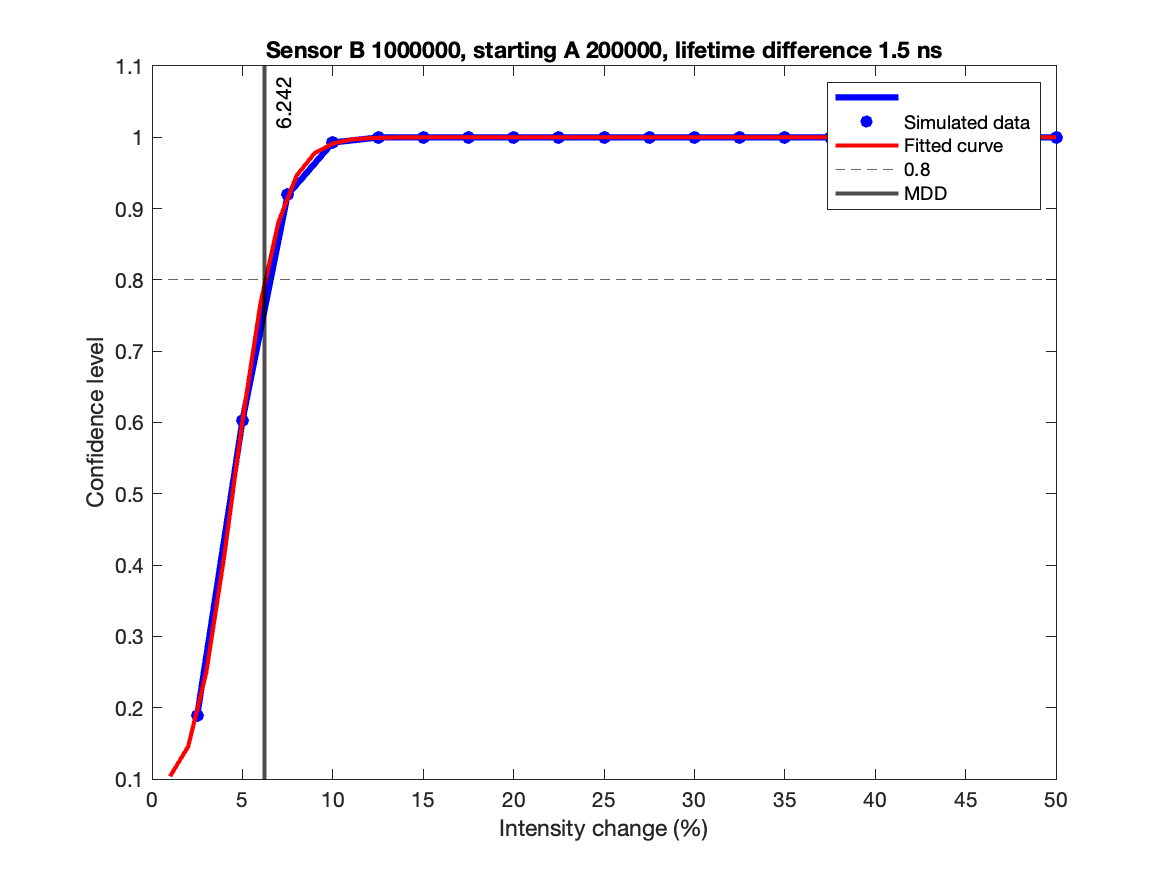 Sensor B 1000000, starting A 200000, lifetime difference 1.5 ns
1.1
1
0.9
0.8
0.7
0.6
0.5
0.4
0.3
0.2
0.1
Confidence level
6.242
Simulated data
Fitted curve
0.8
MDD
0 5 10 15 20 25 30 35 40 45 50
Intensity change (%)